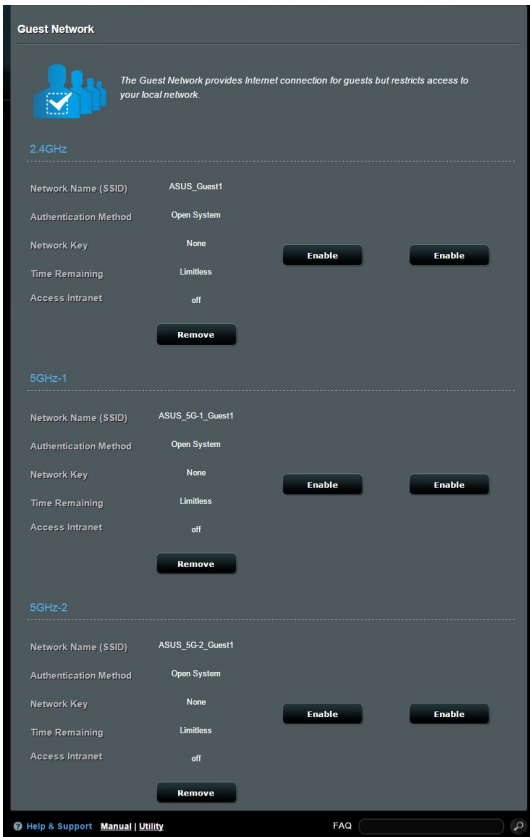 Guest Network
The Guest Network provides Internet connection for guests but restricts access to
your local network.
2.4GHz
Network Name (SSID) ASUS_Guest1
Authentication Method Open System
Network Key None
Enable Enable
Time Remaining Limitless
Access Intranet off
Remove
5GHz-1
Network Name (SSID) ASUS_5G-1_Guest1
Authentication Method Open System
Network Key None
Enable Enable
Time Remaining Limitless
Access Intranet off
Remove
5GHz-2
Network Name (SSID) ASUS_5G-2_Guest1
Authentication Method Open System
Network Key None
Enable Enable
Time Remaining Limitless
Access Intranet off
Remove
Help & Support Manual | Utility FAQ